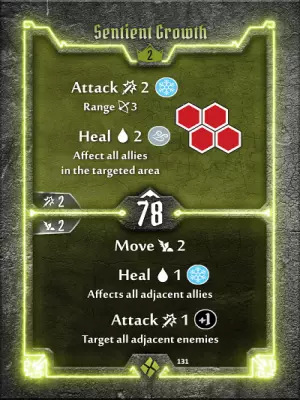 Sentient Growth
2
Attack 2
Range 3
Heal 2
Affect all allies
in the targeted area
2
78
2
Move 2
Heal 1
Affects all adjacent allies
Attack 1 +1
Target all adjacent enemies
131